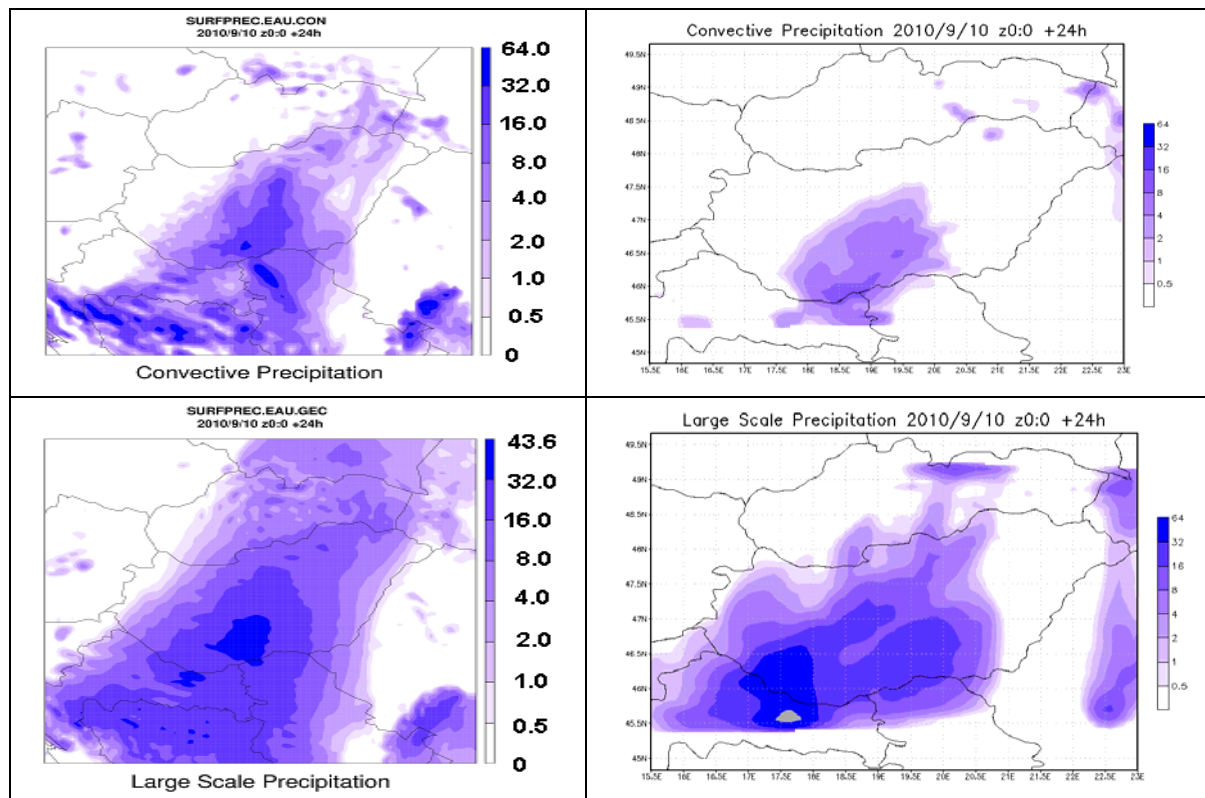 SURFPREC.EAU.CON
2010/9/10 z0:0 +24h
64.0
32.0
16.0
8.0
4.0
2.0
1.0
0.5
0
Convective Precipitation
Convective Precipitation 2010/9/10 z0:0 +24h
49.5N
49N
48.5N
48N
47.5N
47N
46.5N
46N
45.5N
45N
15.5E 16E 16.5E 17E 17.5E 18E 18.5E 19E 19.5E 20E 20.5E 21E 21.5E 22E 22.5E 23E
64
32
16
8
4
2
1
0.5
SURFPREC.EAU.GEC
2010/9/10 z0:0 +24h
43.6
32.0
16.0
8.0
4.0
2.0
1.0
0.5
0
Large Scale Precipitation
Large Scale Precipitation 2010/9/10 z0:0 +24h
49.5N
49N
48.5N
48N
47.5N
47N
46.5N
46N
45.5N
45N
15.5E 16E 16.5E 17E 17.5E 18E 18.5E 19E 19.5E 20E 20.5E 21E 21.5E 22E 22.5E 23E
64
32
16
8
4
2
1
0.5